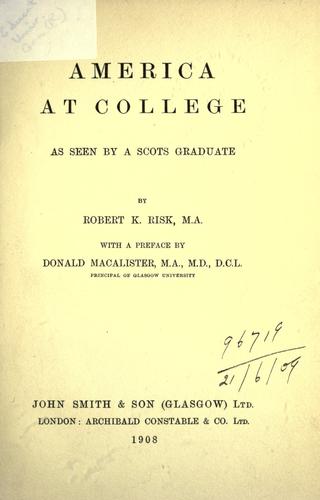 AMERICA
AT COLLEGE
AS SEEN BY A SCOTS GRADUATE
BY
ROBERT K. RISK, M.A.
WITH A PREFACE BY
DONALD MACALISTER, M.A., M.D., D.C.L.
PRINCIPAL OF GLASGOW UNIVERSITY
96719
21/6/09
JOHN SMITH & SON (GLASGOW) LTD.
LONDON: ARCHIBALD CONSTABLE & CO. LTD.
1908